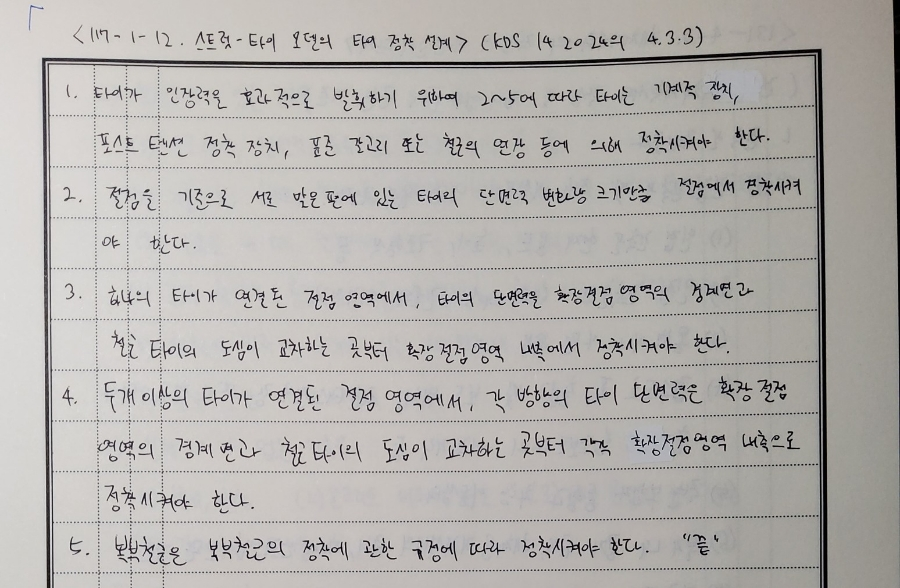 <117-1-12. 스트럿-타이 모델의 타이 정착 설계> (KDS 14 20 24의 4.3.3)
1. 타이가 인장력을 효과적으로 발휘하기 위하여 2~5에 따라 타이는 기계적 장치,
포스트 텐션 정착 장치, 표준 갈고리 또는 철근의 연장 등에 의해 정착시켜야 한다.
2. 절점을 기준으로 서로 맞은편에 있는 타이의 단면력 변화량 크기만큼 절점에서 정착시켜
야 한다.
3. 하나의 타이가 연결된 절점 영역에서, 타이의 단면력을 확장절점영역의 경계면과
철근 타이의 도심이 교차하는 곳부터 확장절점영역 내측에서 정착시켜야 한다.
4. 두개이상의 타이가 연결된 절점 영역에서, 각 방향의 타이 단면력은 확장절점
영역의 경계면과 철근타이의 도심이 교차하는 곳부터 각각 확장절점영역 내측으로
정착시켜야 한다.
5. 복부철근은 복부철근의 정착에 관한 규정에 따라 정착시켜야 한다. "끝"